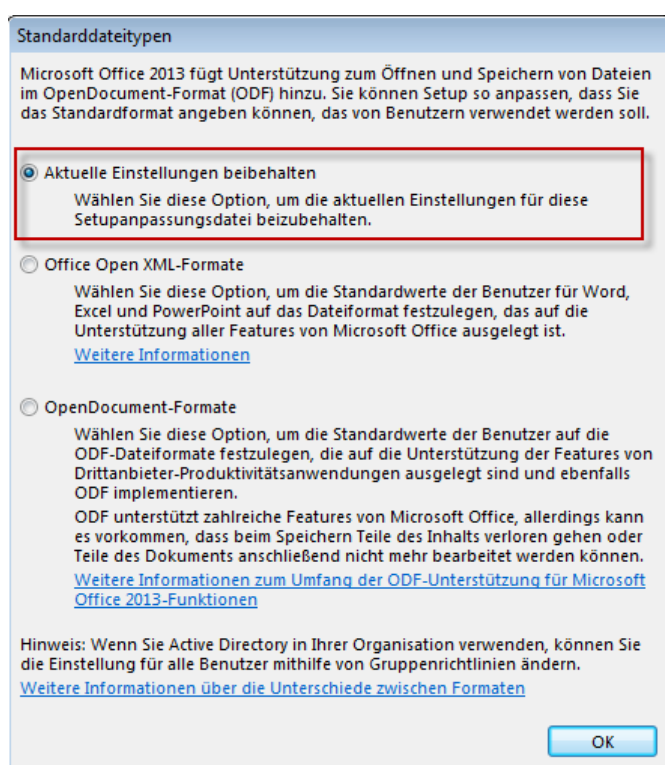 Standarddateitypen
Microsoft Office 2013 fügt Unterstützung zum Öffnen und Speichern von Dateien
im OpenDocument-Format (ODF) hinzu. Sie können Setup so anpassen, dass Sie
das Standardformat angeben können, das von Benutzern verwendet werden soll.
Aktuelle Einstellungen beibehalten
Wählen Sie diese Option, um die aktuellen Einstellungen für diese
Setupanpassungsdatei beizubehalten.
Office Open XML-Formate
Wählen Sie diese Option, um die Standardwerte der Benutzer für Word,
Excel und PowerPoint auf das Dateiformat festzulegen, das auf die
Unterstützung aller Features von Microsoft Office ausgelegt ist.
Weitere Informationen
OpenDocument-Formate
Wählen Sie diese Option, um die Standardwerte der Benutzer auf die
ODF-Dateiformate festzulegen, die auf die Unterstützung der Features von
Drittanbieter-Produktivitätsanwendungen ausgelegt sind und ebenfalls
ODF implementieren.
ODF unterstützt zahlreiche Features von Microsoft Office, allerdings kann
es vorkommen, dass beim Speichern Teile des Inhalts verloren gehen oder
Teile des Dokuments anschließend nicht mehr bearbeitet werden können.
Weitere Informationen zum Umfang der ODF-Unterstützung für Microsoft
Office 2013-Funktionen
Hinweis: Wenn Sie Active Directory in Ihrer Organisation verwenden, können Sie
die Einstellung für alle Benutzer mithilfe von Gruppenrichtlinien ändern.
Weitere Informationen über die Unterschiede zwischen Formaten
OK